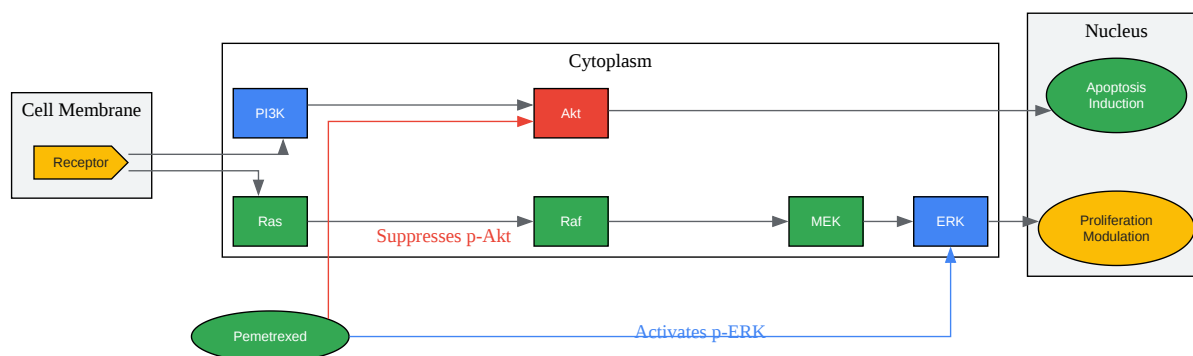 Nucleus
Cytoplasm
Cell Membrane
Apoptosis
Induction
PI3K
Akt
Receptor
Ras
Raf
MEK
ERK
Proliferation
Modulation
Suppresses p-Akt
Pemetrexed
Activates p-ERK